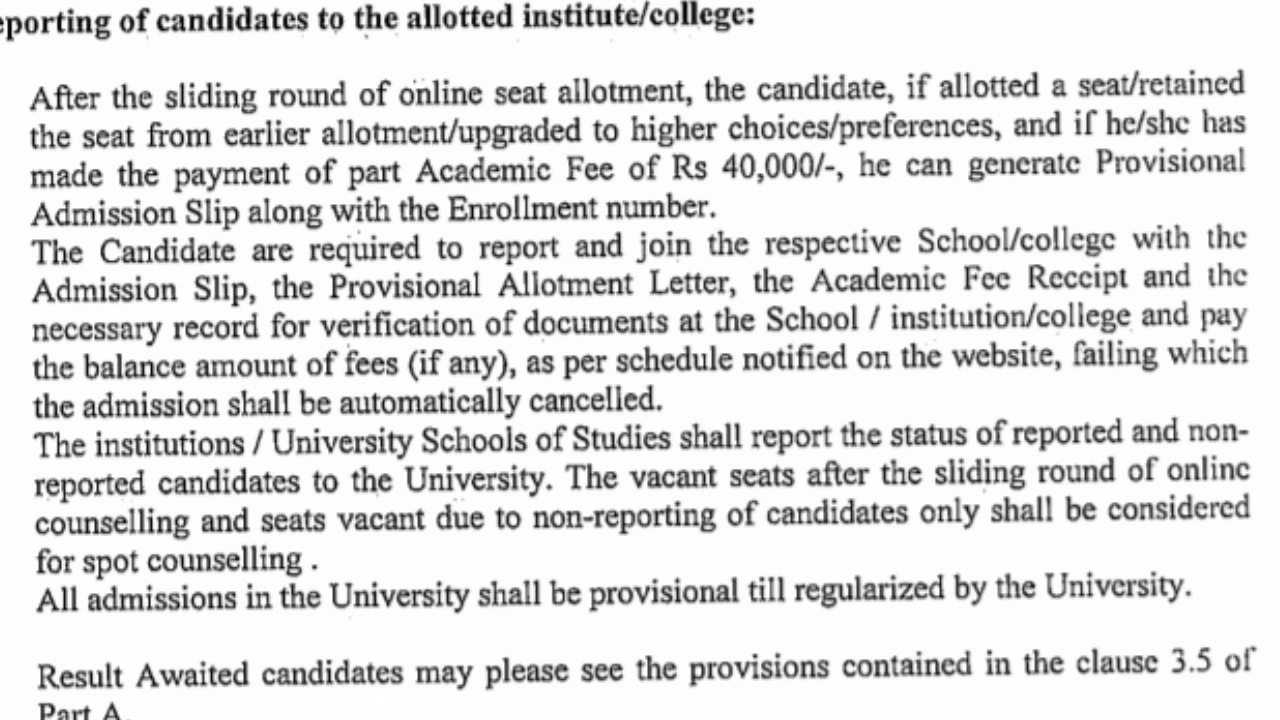 eporting of candidates to the allotted institute/college:
After the sliding round of online seat allotment, the candidate, if allotted a seat/retained
the seat from earlier allotment/upgraded to higher choices/preferences, and if he/she has
made the payment of part Academic Fee of Rs 40,000/-, he can generate Provisional
Admission Slip along with the Enrollment number.
The Candidate are required to report and join the respective School/college with the
Admission Slip, the Provisional Allotment Letter, the Academic Fee Receipt and the
necessary record for verification of documents at the School / institution/college and pay
the balance amount of fees (if any), as per schedule notified on the website, failing which
the admission shall be automatically cancelled.
The institutions / University Schools of Studies shall report the status of reported and non-
reported candidates to the University. The vacant seats after the sliding round of online
counselling and seats vacant due to non-reporting of candidates only shall be considered
for spot counselling .
All admissions in the University shall be provisional till regularized by the University.
Result Awaited candidates may please see the provisions contained in the clause 3.5 of
Part A.